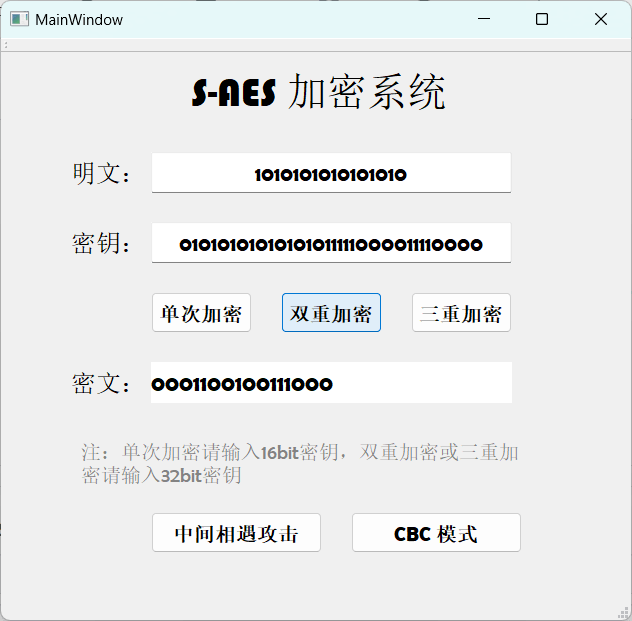 MainWindow
S-AES 加密系统
明文： 1010101010101010
密钥： 01010101010101011111000011110000
单次加密 双重加密 三重加密
密文： 0001100100111000
注：单次加密请输入16bit密钥，双重加密或三重加
密请输入32bit密钥
中间相遇攻击 CBC 模式